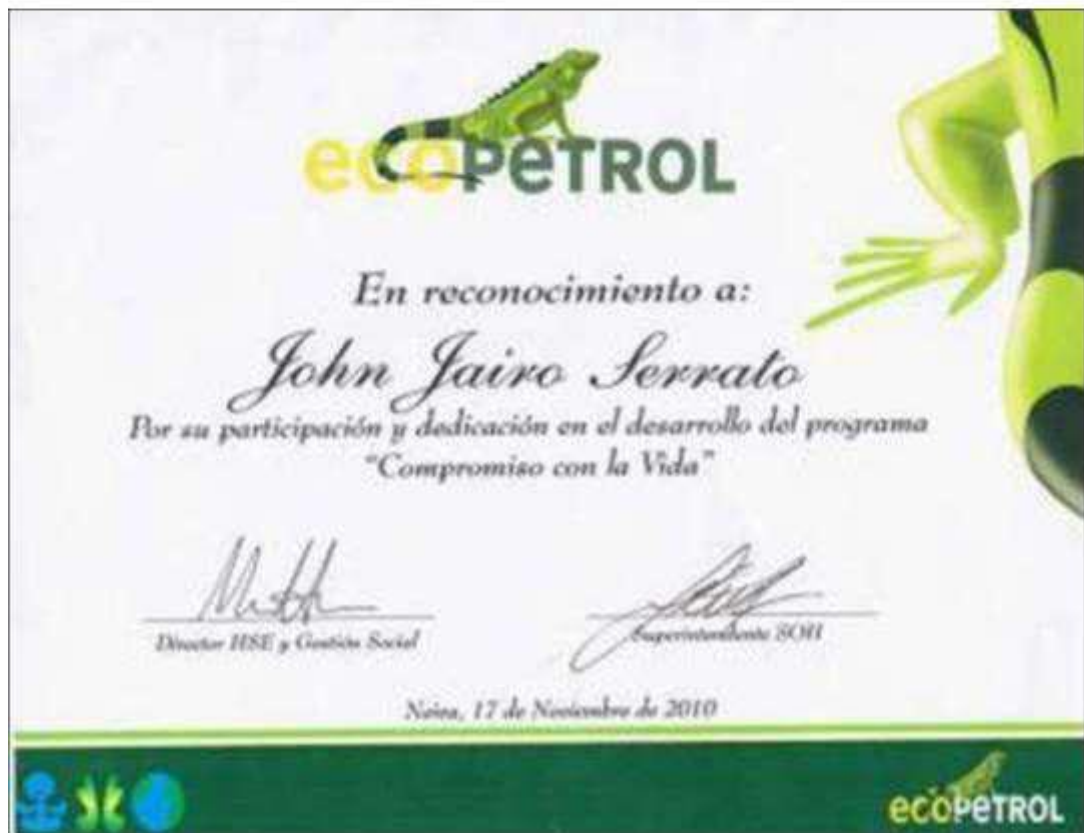 ecopetrol
En reconocimiento a:
John Jairo Serrato
Por su participación y dedicación en el desarrollo del programa
"Compromiso con la Vida"
Director HSE y Gestión Social
Superintendente SOH
Neiva, 17 de Noviembre de 2010
ecopetrol